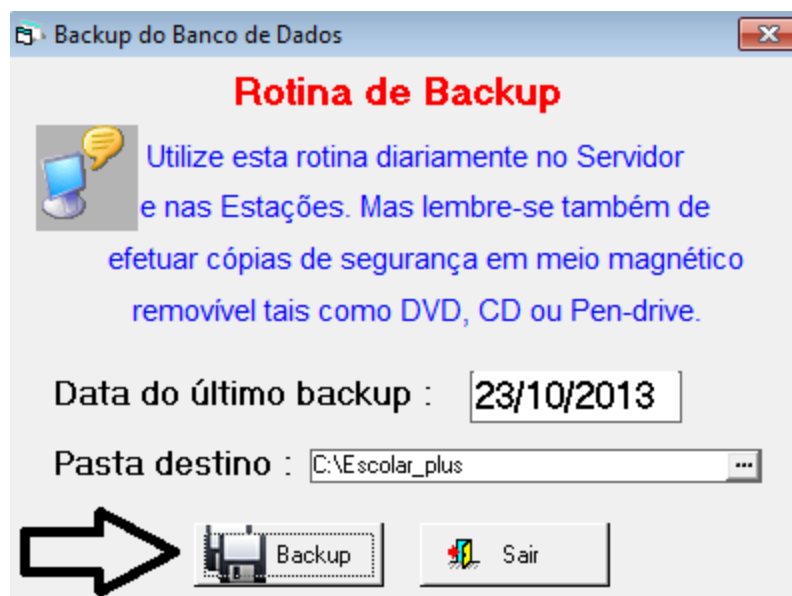 Backup do Banco de Dados
Rotina de Backup
Utilize esta rotina diariamente no Servidor
e nas Estações. Mas lembre-se também de
efetuar cópias de segurança em meio magnético
removível tais como DVD, CD ou Pen-drive.
Data do último backup : 23/10/2013
Pasta destino : C:\Escolar_plus ...
Backup Sair